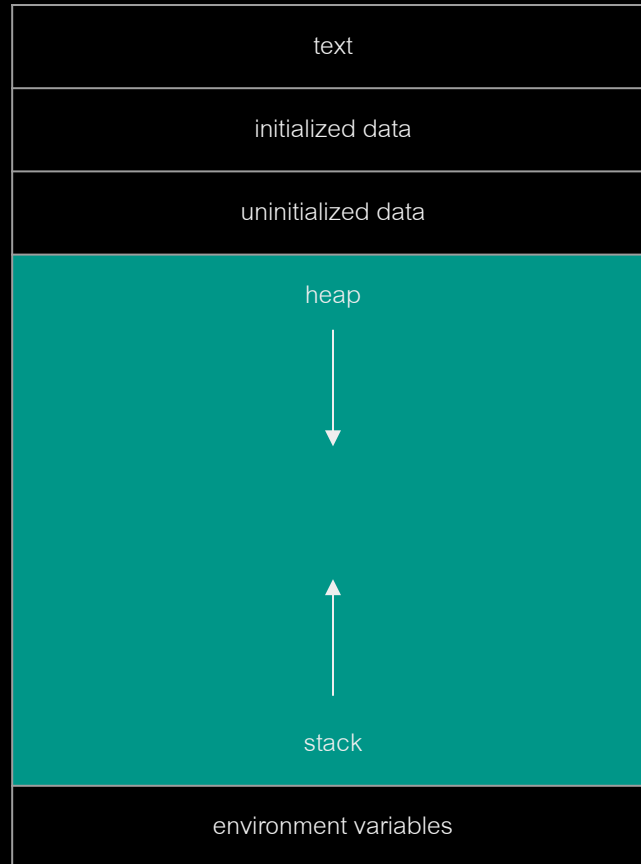 text
initialized data
uninitialized data
heap
stack
environment variables